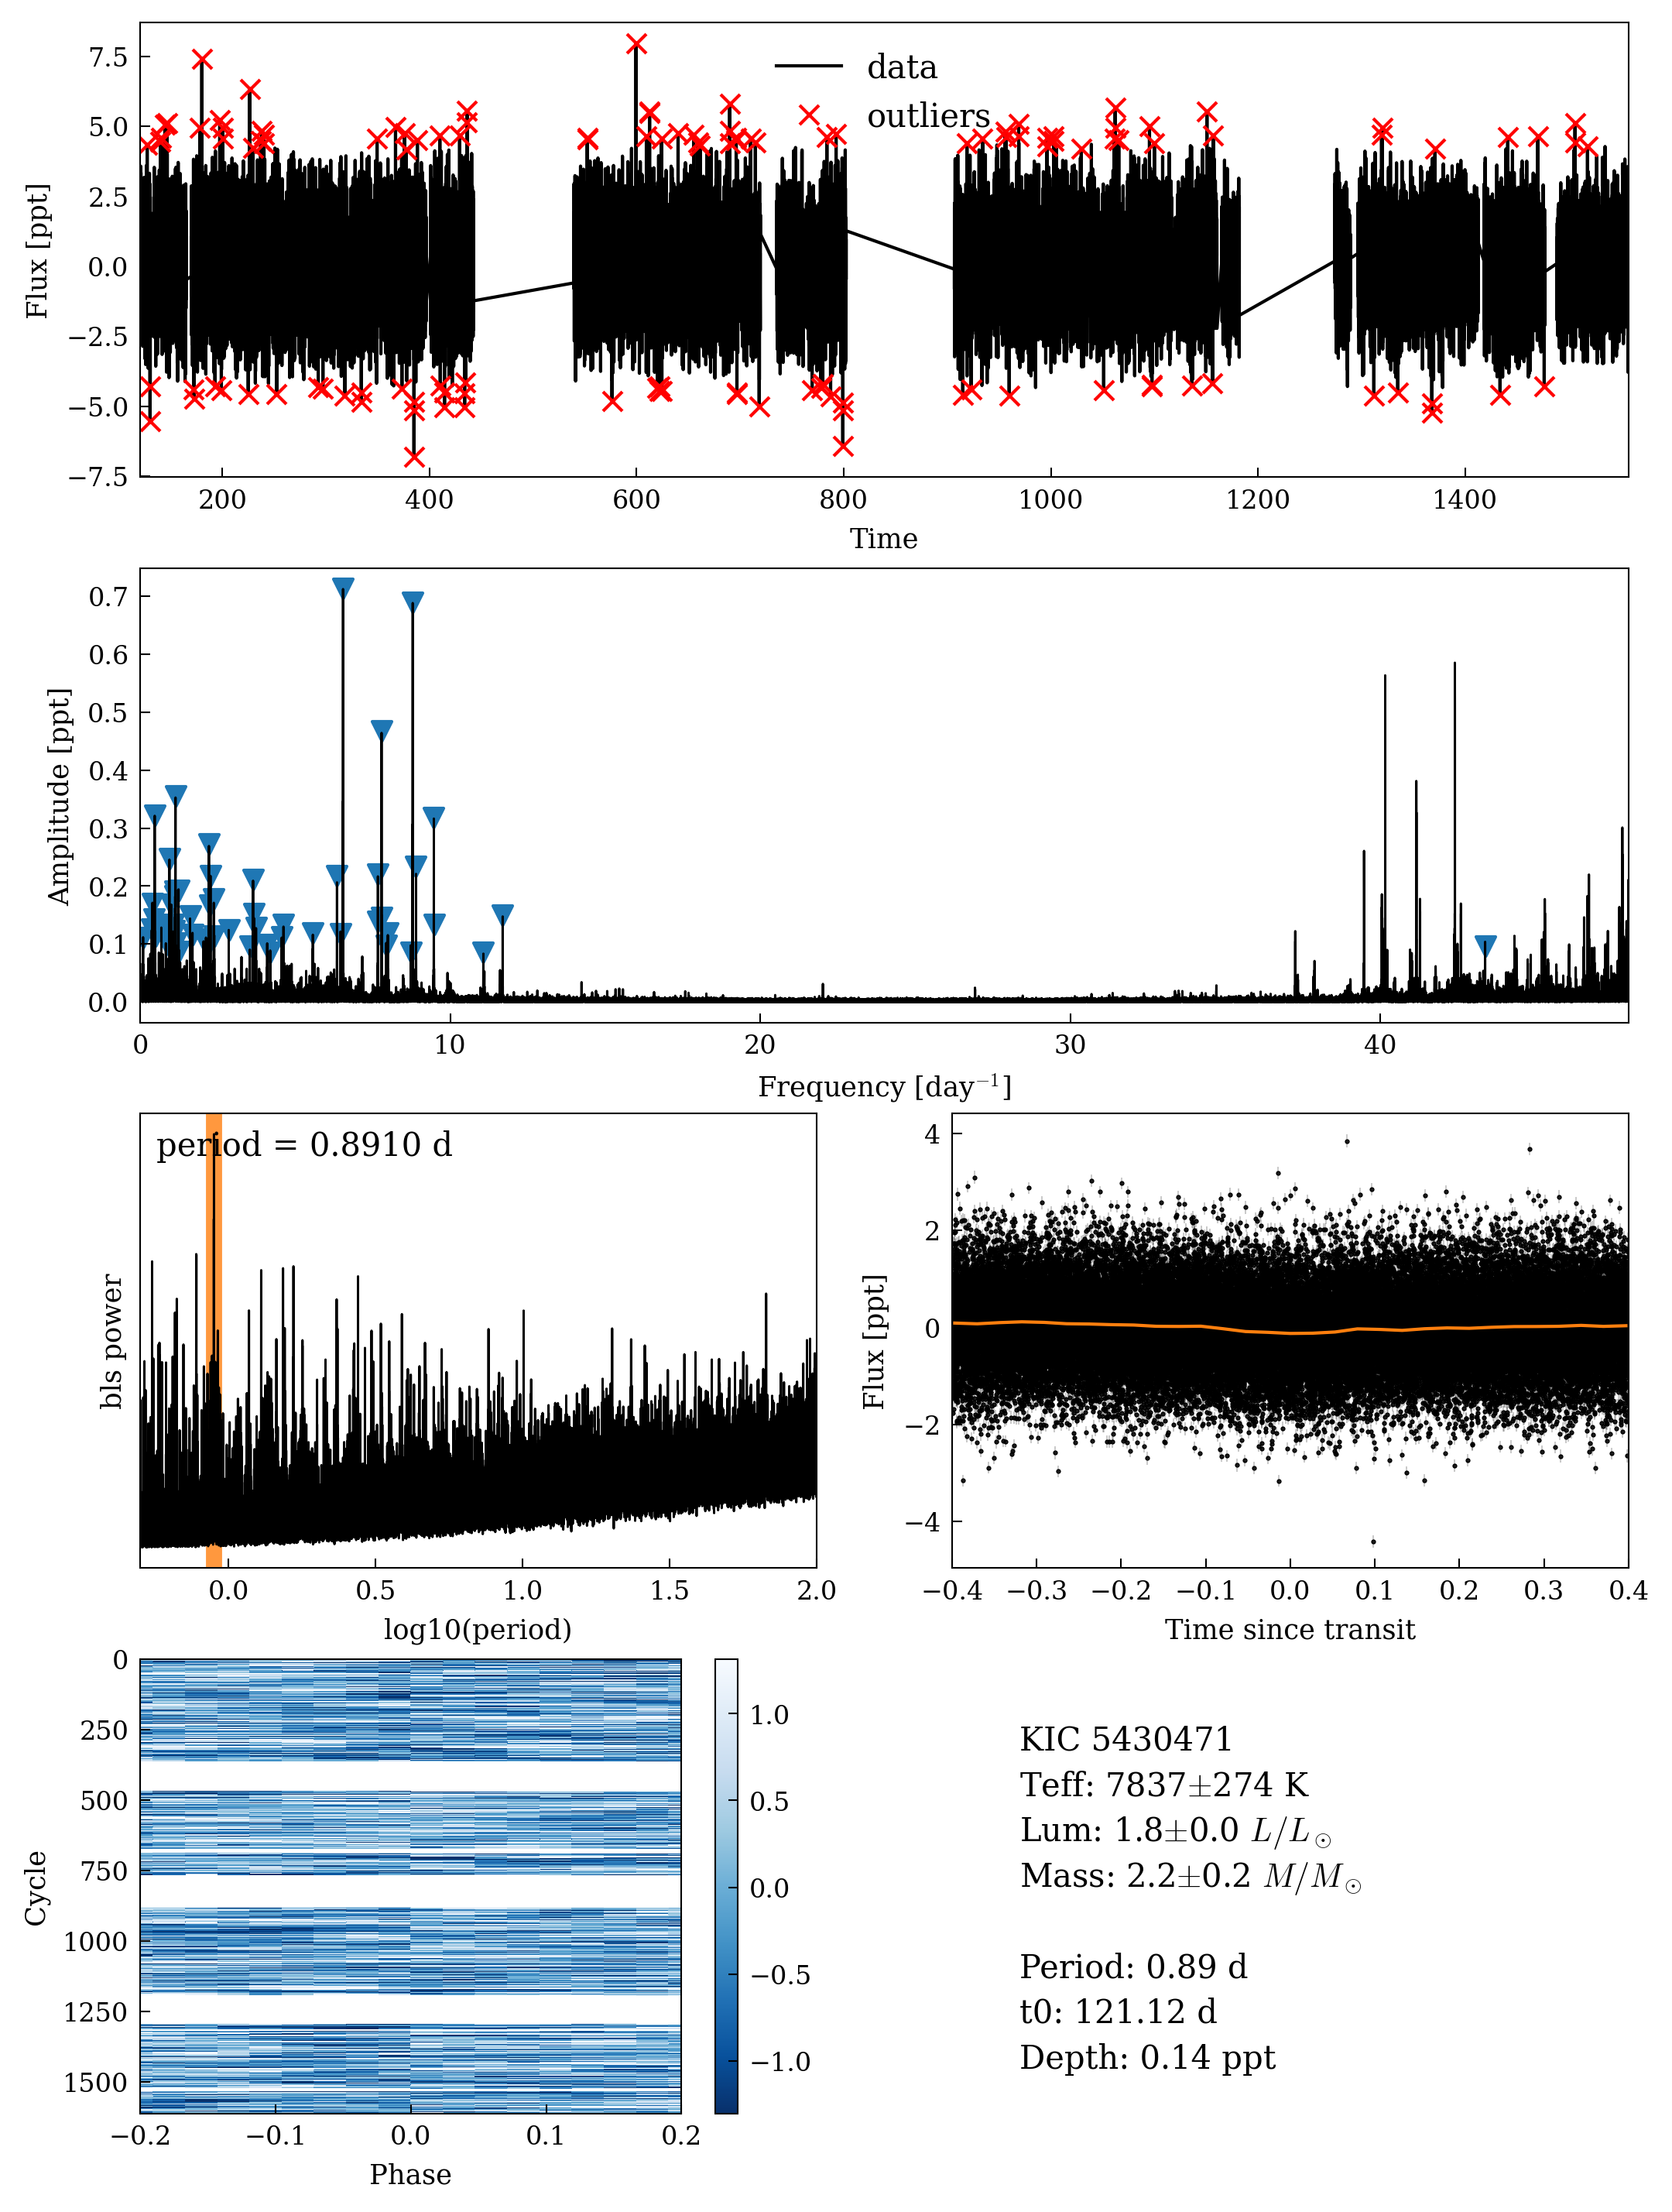 7.5
5.0
2.5
0.0
−2.5
−5.0
−7.5
Flux [ppt]
data
outliers
200 400 600 800 1000 1200 1400
Time
0.7
0.6
0.5
0.4
0.3
0.2
0.1
0.0
Amplitude [ppt]
0 10 20 30 40
Frequency [day⁻¹]
period = 0.8910 d
bls power
0.0 0.5 1.0 1.5 2.0
log10(period)
4
2
0
−2
−4
Flux [ppt]
−0.4 −0.3 −0.2 −0.1 0.0 0.1 0.2 0.3 0.4
Time since transit
0
250
500
750
1000
1250
1500
Cycle
−0.2 −0.1 0.0 0.1 0.2
Phase
1.0
0.5
0.0
−0.5
−1.0
KIC 5430471
Teff: 7837±274 K
Lum: 1.8±0.0 L/L⊙
Mass: 2.2±0.2 M/M⊙
Period: 0.89 d
t0: 121.12 d
Depth: 0.14 ppt